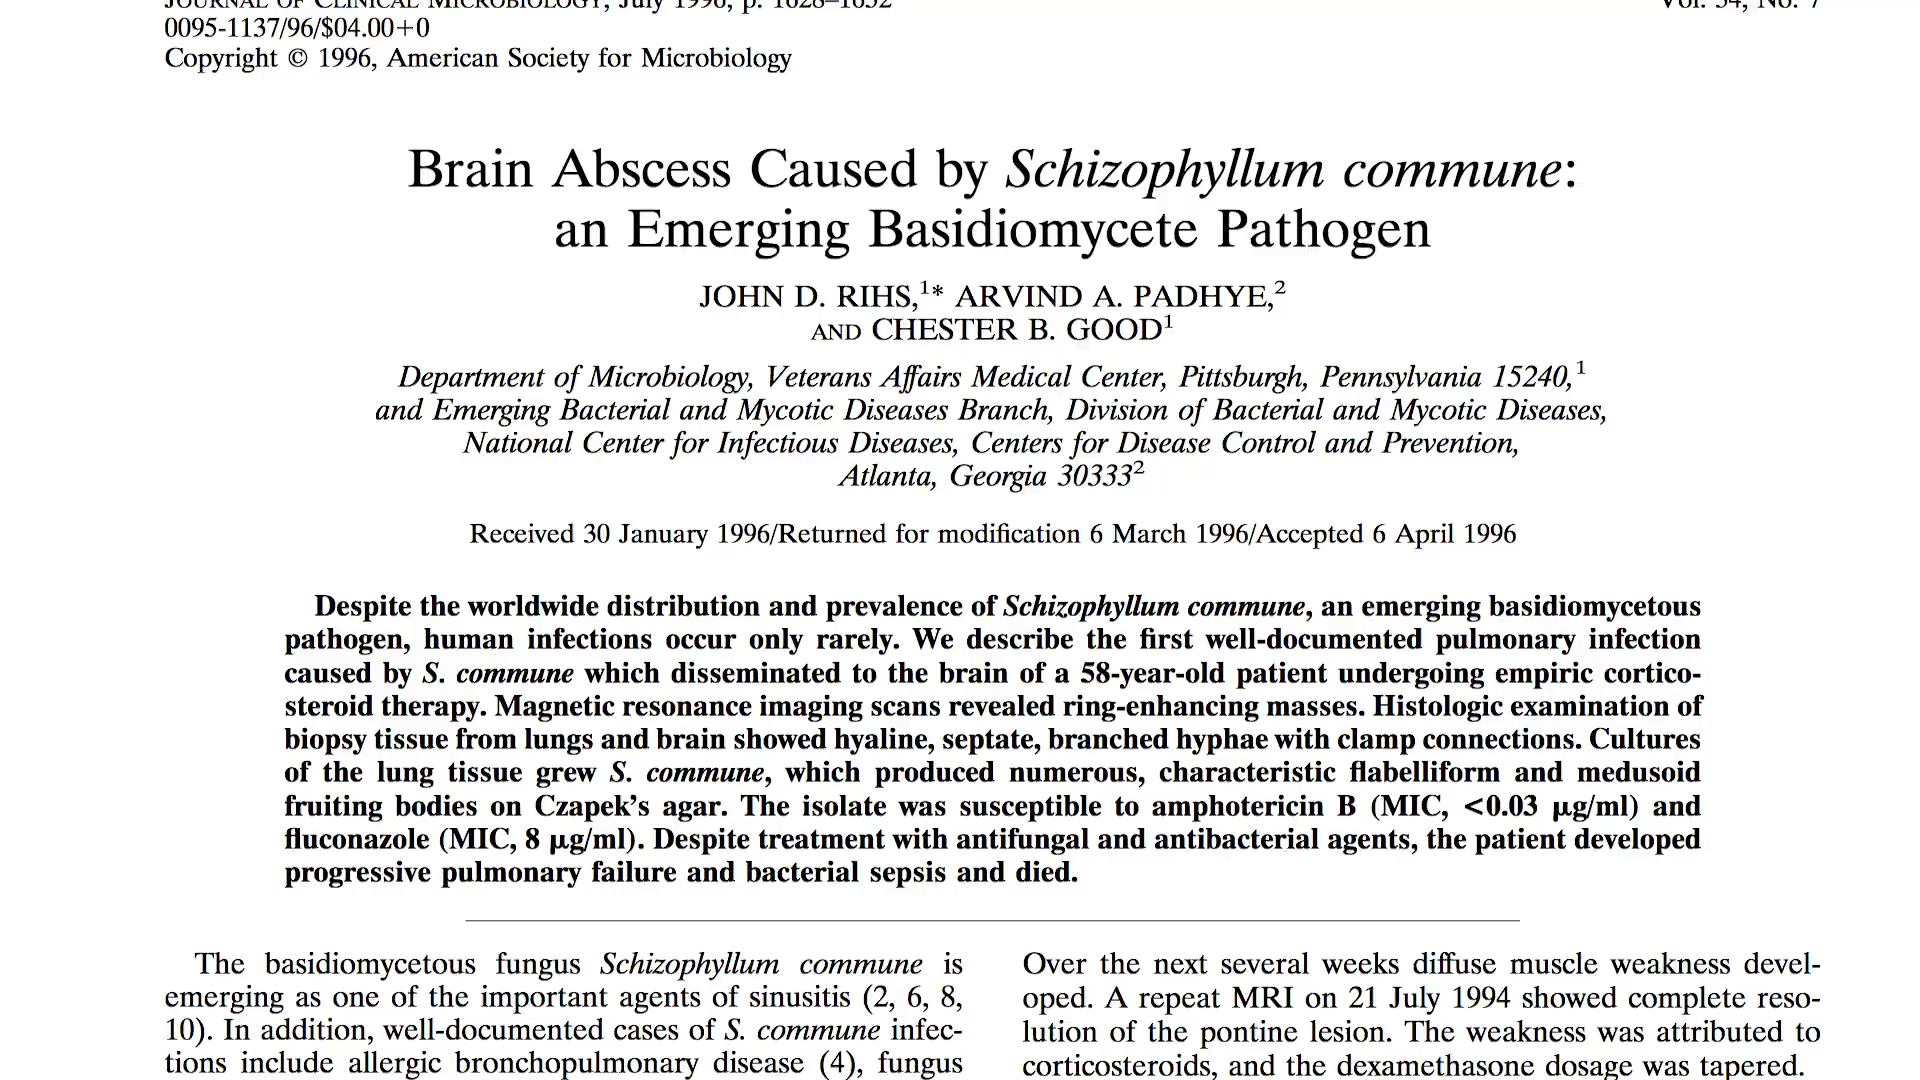 JOURNAL OF CLINICAL MICROBIOLOGY, July 1996, p. 1628–1632
Vol. 34, No. 7
0095-1137/96/$04.00+0
Copyright © 1996, American Society for Microbiology
Brain Abscess Caused by Schizophyllum commune:
an Emerging Basidiomycete Pathogen
JOHN D. RIHS,1* ARVIND A. PADHYE,2
AND CHESTER B. GOOD1
Department of Microbiology, Veterans Affairs Medical Center, Pittsburgh, Pennsylvania 15240,1
and Emerging Bacterial and Mycotic Diseases Branch, Division of Bacterial and Mycotic Diseases,
National Center for Infectious Diseases, Centers for Disease Control and Prevention,
Atlanta, Georgia 303332
Received 30 January 1996/Returned for modification 6 March 1996/Accepted 6 April 1996
Despite the worldwide distribution and prevalence of Schizophyllum commune, an emerging basidiomycetous
pathogen, human infections occur only rarely. We describe the first well-documented pulmonary infection
caused by S. commune which disseminated to the brain of a 58-year-old patient undergoing empiric cortico-
steroid therapy. Magnetic resonance imaging scans revealed ring-enhancing masses. Histologic examination of
biopsy tissue from lungs and brain showed hyaline, septate, branched hyphae with clamp connections. Cultures
of the lung tissue grew S. commune, which produced numerous, characteristic flabelliform and medusoid
fruiting bodies on Czapek's agar. The isolate was susceptible to amphotericin B (MIC, <0.03 μg/ml) and
fluconazole (MIC, 8 μg/ml). Despite treatment with antifungal and antibacterial agents, the patient developed
progressive pulmonary failure and bacterial sepsis and died.
The basidiomycetous fungus Schizophyllum commune is
emerging as one of the important agents of sinusitis (2, 6, 8,
10). In addition, well-documented cases of S. commune infec-
tions include allergic bronchopulmonary disease (4), fungus
Over the next several weeks diffuse muscle weakness devel-
oped. A repeat MRI on 21 July 1994 showed complete reso-
lution of the pontine lesion. The weakness was attributed to
corticosteroids, and the dexamethasone dosage was tapered.